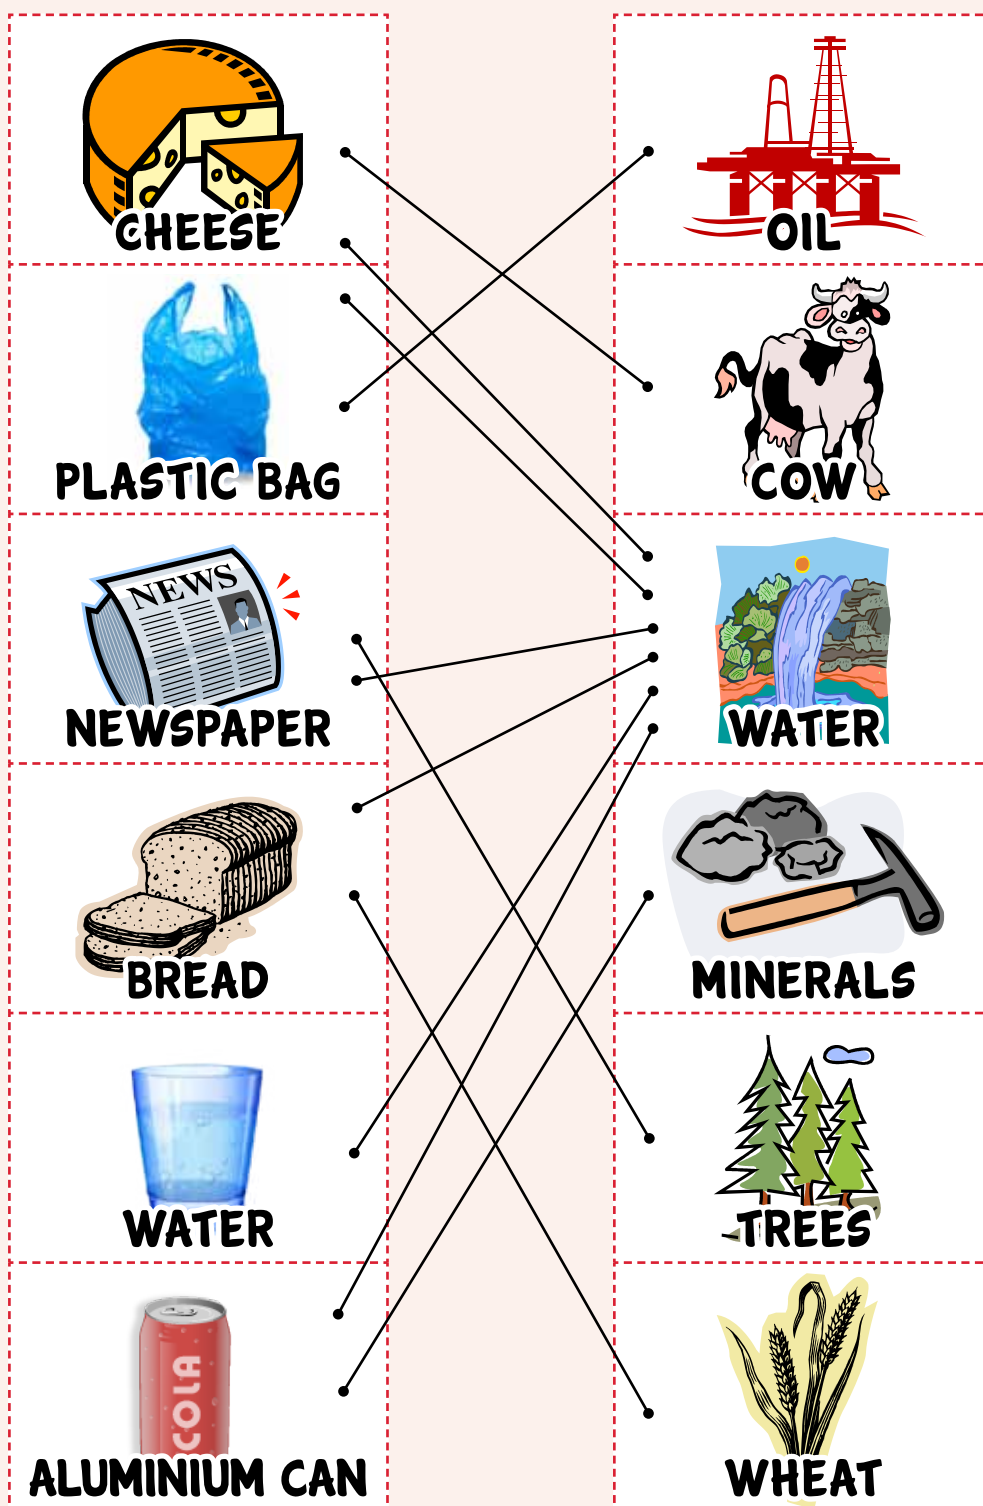 CHEESE
OIL
PLASTIC BAG
COW
NEWS
NEWSPAPER
WATER
BREAD
MINERALS
WATER
TREES
COLA
ALUMINIUM CAN
WHEAT